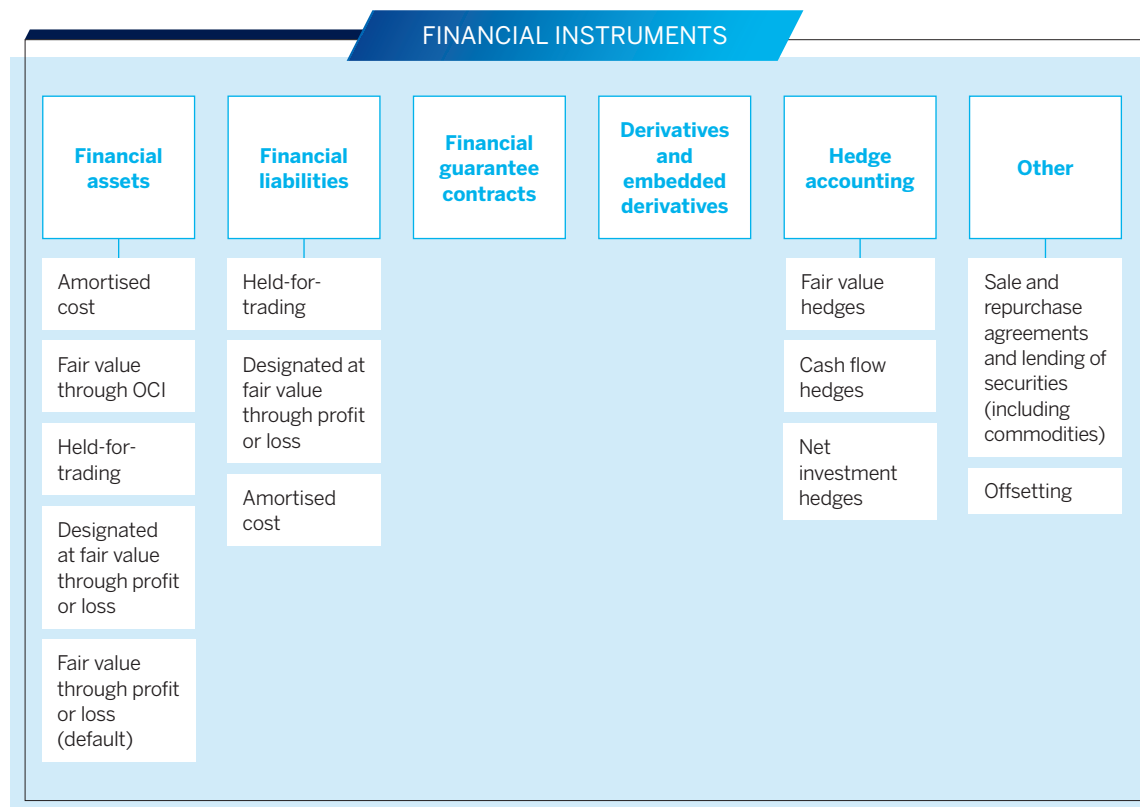 FINANCIAL INSTRUMENTS
Financial
assets
Amortised
cost
Fair value
through OCI
Held-for-
trading
Designated
at fair value
through profit
or loss
Fair value
through profit
or loss
(default)
Financial
liabilities
Held-for-
trading
Designated at
fair value
through profit
or loss
Amortised
cost
Financial
guarantee
contracts
Derivatives
and
embedded
derivatives
Hedge
accounting
Fair value
hedges
Cash flow
hedges
Net
investment
hedges
Other
Sale and
repurchase
agreements
and lending of
securities
(including
commodities)
Offsetting